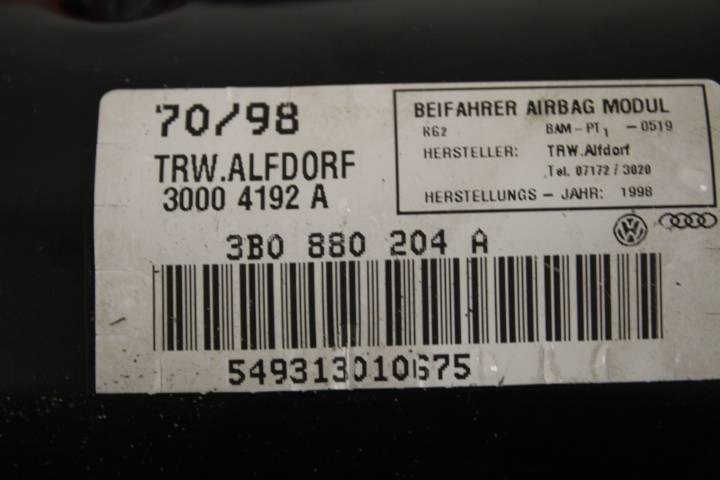 70/98
TRW.ALFDORF
3000 4192 A
BEIFAHRER AIRBAG MODUL
RG2 BAM-PT1 -0519
HERSTELLER: TRW.Alfdorf
Tel. 07172/3020
HERSTELLUNGS - JAHR: 1998
3B0 880 204 A
549313010675